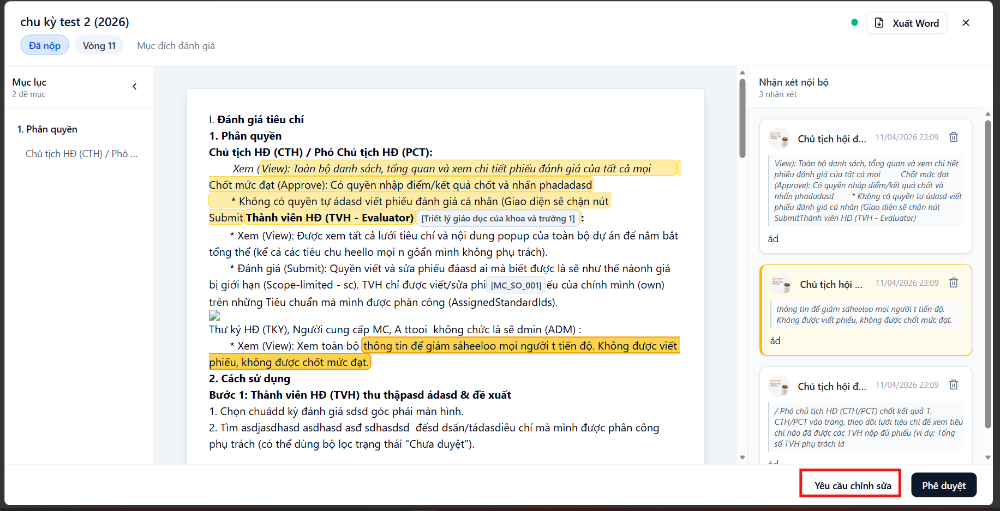 chu kỳ test 2 (2026)
Xuất Word
Đã nộp
Vòng 11
· Mục đích đánh giá
Mục lục
2 đề mục
1. Phân quyền
Chủ tịch HĐ (CTH) / Phó ...
I. Đánh giá tiêu chí
1. Phân quyền
Chủ tịch HĐ (CTH) / Phó Chủ tịch HĐ (PCT):
Xem (View): Toàn bộ danh sách, tổng quan và xem chi tiết phiếu đánh giá của tất cả mọi
Chốt mức đạt (Approve): Có quyền nhập điểm/kết quả chốt và nhấn phadadasd
* Không có quyền tự ádasd viết phiếu đánh giá cá nhân (Giao diện sẽ chặn nút
Submit Thành viên HĐ (TVH - Evaluator) [Triết lý giáo dục của khoa và trường 1] :
* Xem (View): Được xem tất cả lưới tiêu chí và nội dung popup của toàn bộ dự án để nắm bắt
tổng thể (kể cả các tiêu chu heello mọi n gôẩn mình không phụ trách).
* Đánh giá (Submit): Quyền viết và sửa phiếu đáasd ai mà biết được là sẽ như thế nàonh giá
bị giới hạn (Scope-limited - sc). TVH chỉ được viết/sửa phi [MC_SO_001] ếu của chính mình (own)
trên những Tiêu chuẩn mà mình được phân công (AssignedStandardIds).
Thư ký HĐ (TKY), Người cung cấp MC, A ttooi  không chức là sẽ dmin (ADM) :
* Xem (View): Xem toàn bộ thông tin để giám sáheeloo mọi người t tiến độ. Không được viết
phiếu, không được chốt mức đạt.
2. Cách sử dụng
Bước 1: Thành viên HĐ (TVH) thu thậpasd ádasd & đề xuất
1. Chọn chuádd kỳ đánh giá sdsd góc phải màn hình.
2. Tìm asdjasdhasd asdhasd asđ sdhasdsd  đếsd dsẩn/tádasdiêu chí mà mình được phân công
phụ trách (có thể dùng bộ lọc trạng thái "Chưa duyệt").
Nhận xét nội bộ
3 nhận xét
Chủ tịch hội đ... 11/04/2026 23:09
View): Toàn bộ danh sách, tổng quan và xem chi tiết
phiếu đánh giá của tất cả mọi Chốt mức đạt
(Approve): Có quyền nhập điểm/kết quả chốt và
nhấn phadadasd * Không có quyền tự ádasd viết
phiếu đánh giá cá nhân (Giao diện sẽ chặn nút
SubmitThành viên HĐ (TVH - Evaluator)
ád
Chủ tịch hội ... 11/04/2026 23:09
thông tin để giám sáheeloo mọi người t tiến độ.
Không được viết phiếu, không được chốt mức đạt.
ád
Chủ tịch hội đ... 11/04/2026 23:09
/ Phó chủ tịch HĐ (CTH/PCT) chốt kết quả 1.
CTH/PCT vào trang, theo dõi lưới tiêu chí để xem tiêu
chí nào đã được các TVH nộp đủ phiếu (ví dụ: Tổng
số TVH phụ trách là
ád
Yêu cầu chỉnh sửa
Phê duyệt